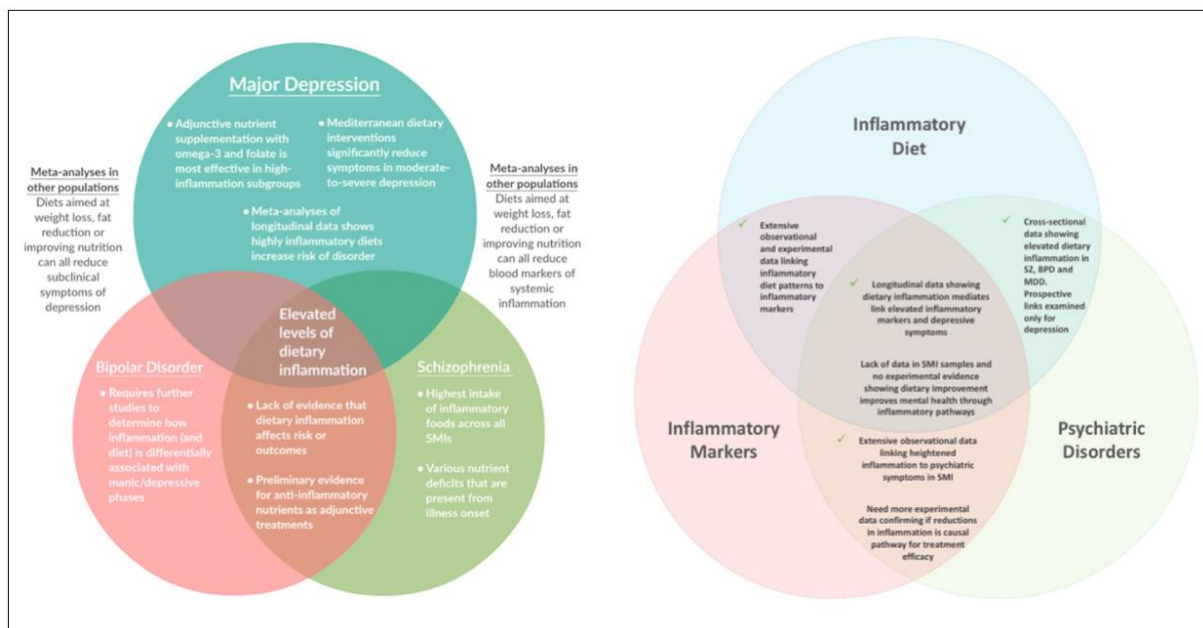 Major Depression
• Adjunctive nutrient
supplementation with
omega-3 and folate is
most effective in high-
inflammation subgroups
• Mediterranean dietary
interventions
significantly reduce
symptoms in moderate-
to-severe depression
• Meta-analyses of
longitudinal data shows
highly inflammatory diets
increase risk of disorder
Meta-analyses in
other populations
Diets aimed at
weight loss, fat
reduction or
improving nutrition
can all reduce
subclinical
symptoms of
depression
Meta-analyses in
other populations
Diets aimed at
weight loss, fat
reduction or
improving nutrition
can all reduce
blood markers of
systemic
inflammation
Elevated
levels of
dietary
inflammation
Bipolar Disorder
• Requires further
studies to
determine how
inflammation (and
diet) is differentially
associated with
manic/depressive
phases
• Lack of evidence that
dietary inflammation
affects risk or
outcomes
• Preliminary evidence
for anti-inflammatory
nutrients as adjunctive
treatments
Schizophrenia
• Highest intake
of inflammatory
foods across all
SMIs
• Various nutrient
deficits that are
present from
illness onset
Inflammatory
Diet
✓ Extensive
observational
and experimental
data linking
inflammatory
diet patterns to
inflammatory
markers
✓ Cross-sectional
data showing
elevated dietary
inflammation in
SZ, BPD and
MDD.
Prospective
links examined
only for
depression
✓ Longitudinal data showing
dietary inflammation mediates
link elevated inflammatory
markers and depressive
symptoms
Lack of data in SMI samples and
no experimental evidence
showing dietary improvement
improves mental health through
inflammatory pathways
Inflammatory
Markers
Psychiatric
Disorders
✓ Extensive observational data
linking heightened
inflammation to psychiatric
symptoms in SMI
Need more experimental
data confirming if reductions
in inflammation is causal
pathway for treatment
efficacy